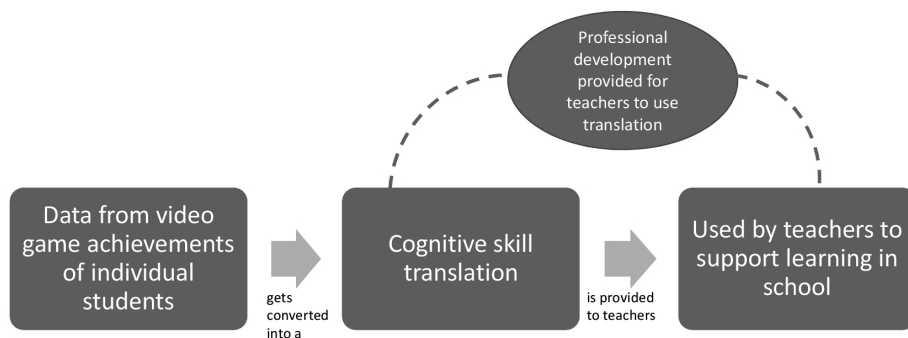 Professional
development
provided for
teachers to use
translation
Data from video
game achievements
of individual
students
gets
converted
into a
Cognitive skill
translation
is provided
to teachers
Used by teachers to
support learning in
school